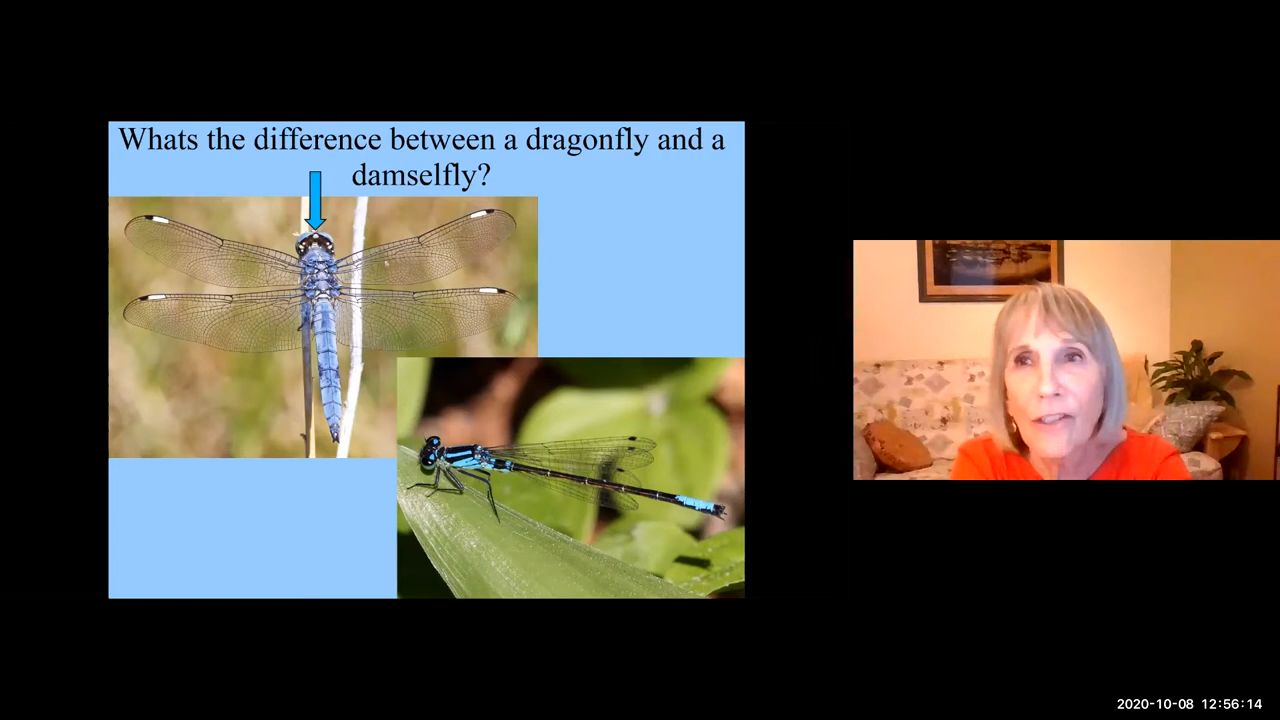 Whats the difference between a dragonfly and a
damselfly?
2020-10-08 12:56:14